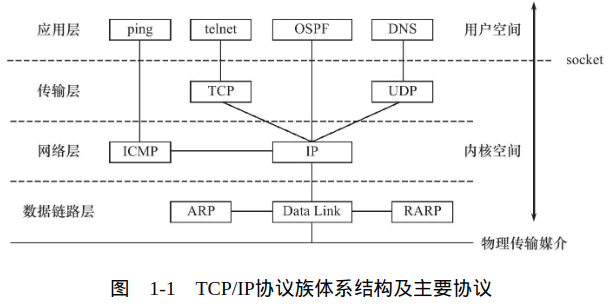 应用层 ping telnet OSPF DNS 用户空间
socket
传输层 TCP UDP
网络层 ICMP IP 内核空间
数据链路层 ARP Data Link RARP
物理传输媒介
图 1-1 TCP/IP协议族体系结构及主要协议